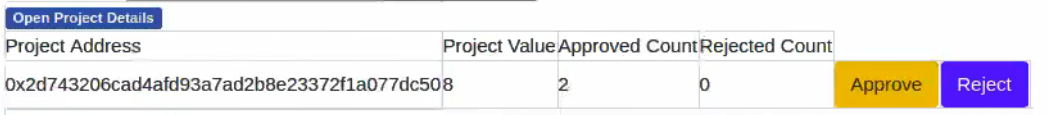 Open Project Details
Project Address Project Value Approved Count Rejected Count
0x2d743206cad4afd93a7ad2b8e23372f1a077dc50 8 2 0 Approve Reject